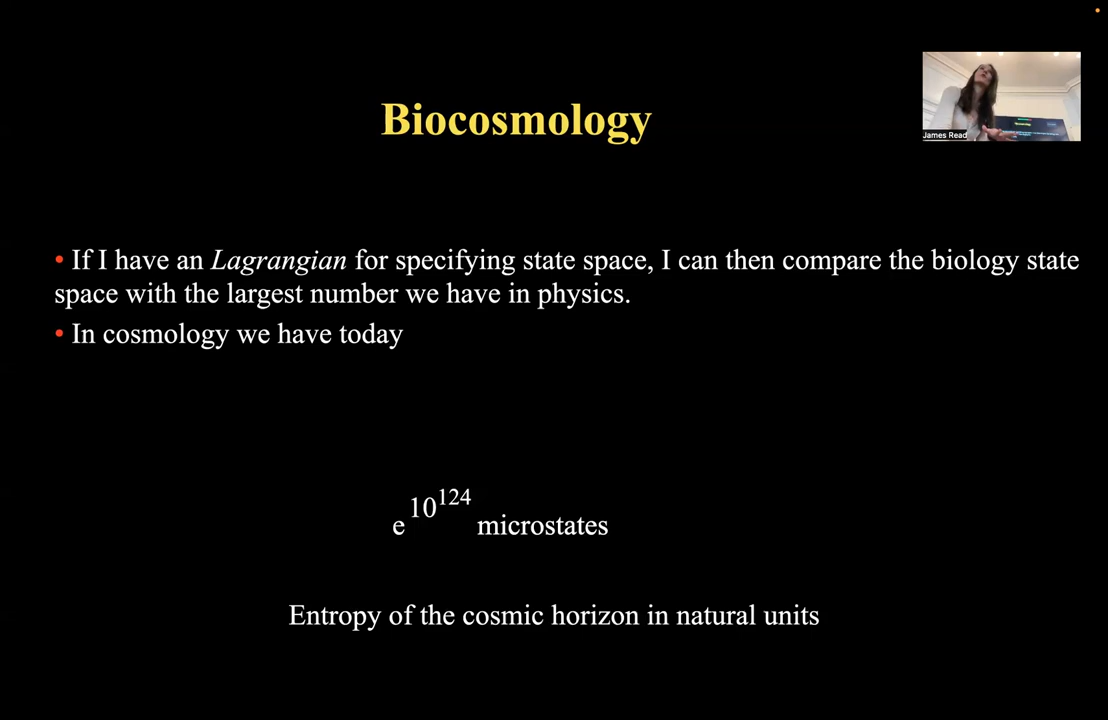 Biocosmology
James Read
• If I have an Lagrangian for specifying state space, I can then compare the biology state
space with the largest number we have in physics.
• In cosmology we have today
e^10^124 microstates
Entropy of the cosmic horizon in natural units